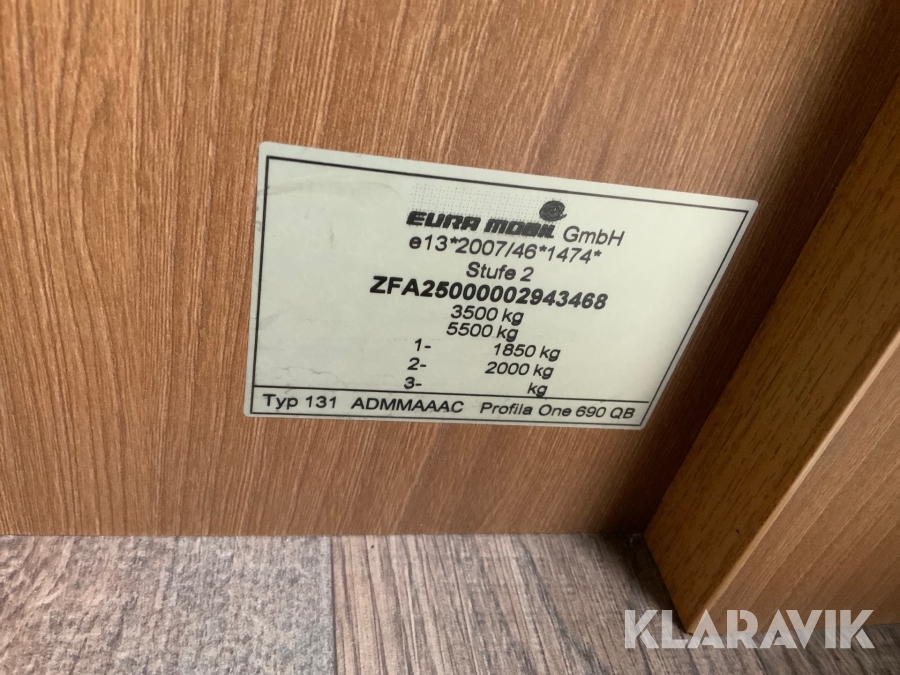 EURA MOBIL GmbH
e13*2007/46*1474*
Stufe 2
ZFA25000002943468
3500 kg
5500 kg
1- 1850 kg
2- 2000 kg
3- kg
Typ 131 ADMMAAAC Profila One 690 QB
KLARAVIK